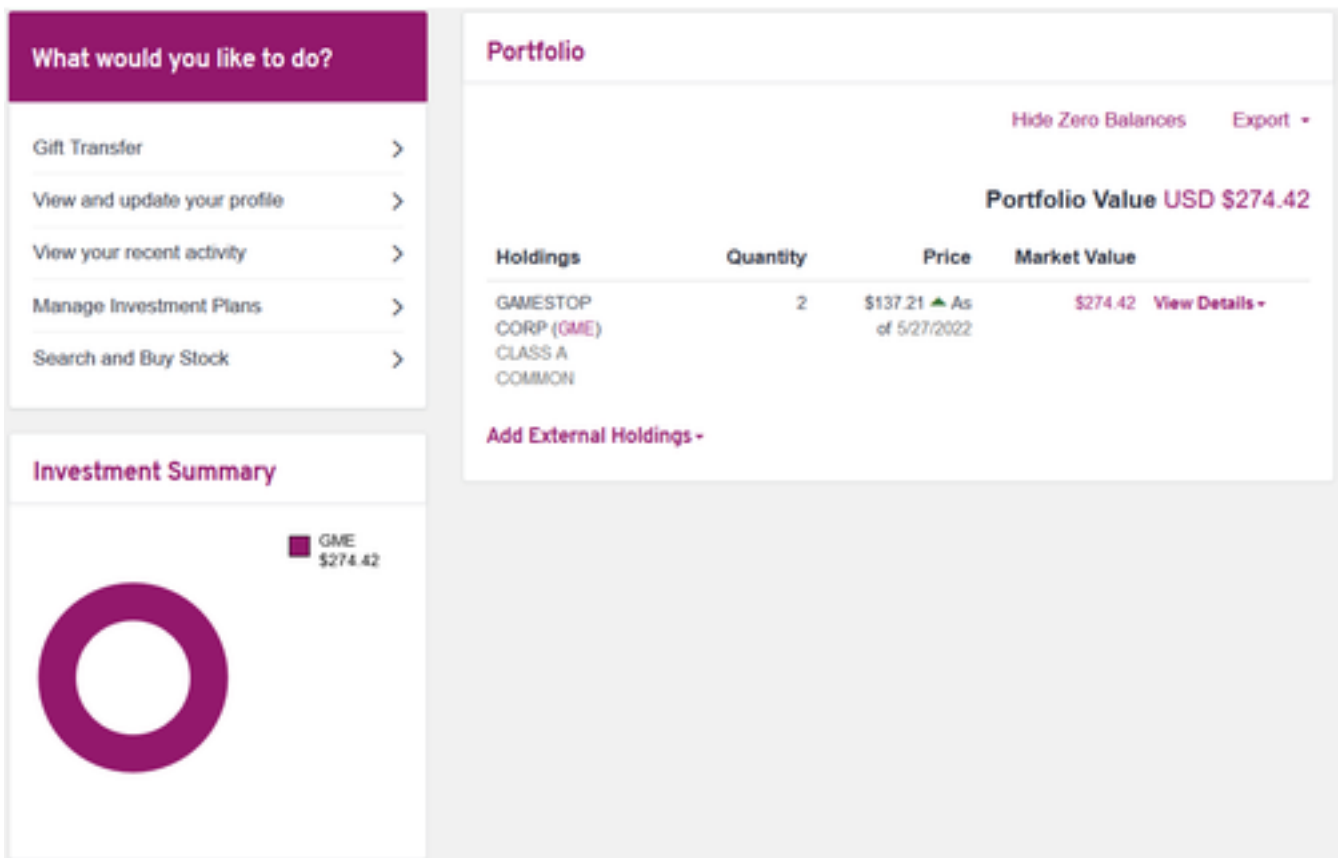 What would you like to do?
Gift Transfer
View and update your profile
View your recent activity
Manage Investment Plans
Search and Buy Stock
Investment Summary
GME
$274.42
Portfolio
Hide Zero Balances Export
Portfolio Value USD $274.42
Holdings Quantity Price Market Value
GAMESTOP 2 $137.21 As $274.42 View Details
CORP (GME) of 5/27/2022
CLASS A
COMMON
Add External Holdings